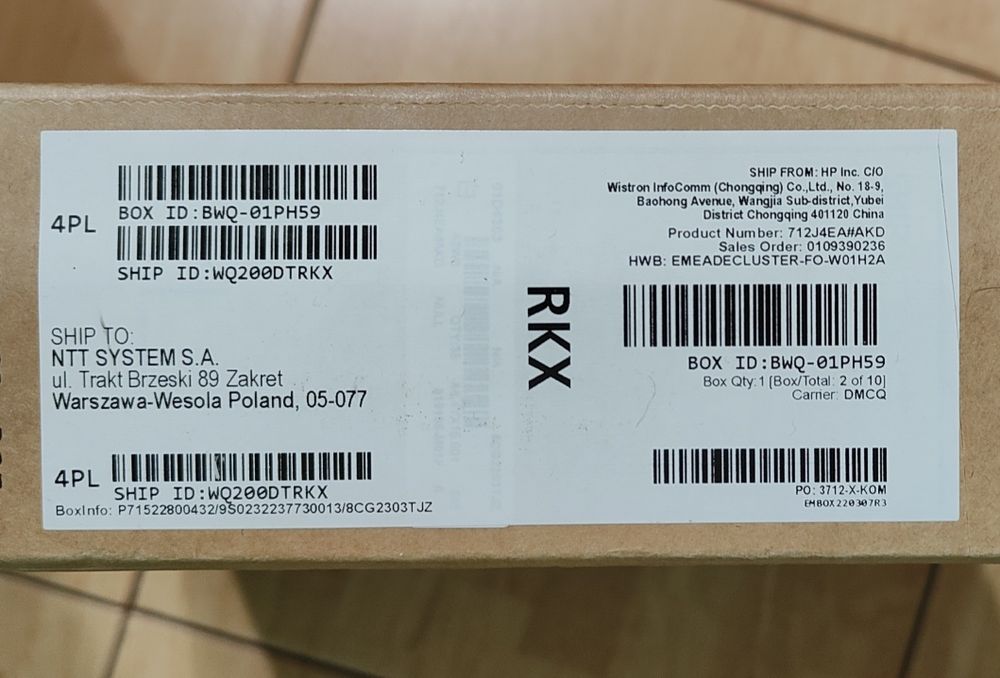 4PL
BOX ID:BWQ-01PH59
SHIP ID:WQ200DTRKX
SHIP TO:
NTT SYSTEM S.A.
ul. Trakt Brzeski 89 Zakret
Warszawa-Wesola Poland, 05-077
4PL
SHIP ID:WQ200DTRKX
BoxInfo: P71522800432/9S0232237730013/8CG2303TJZ
RKX
SHIP FROM: HP Inc. C/O
Wistron InfoComm (Chongqing) Co.,Ltd., No. 18-9,
Baohong Avenue, Wangjia Sub-district,Yubei
District Chongqing 401120 China
Product Number: 712J4EA#AKD
Sales Order: 0109390236
HWB: EMEADECLUSTER-FO-W01H2A
BOX ID:BWQ-01PH59
Box Qty: 1 [Box/Total: 2 of 10]
Carrier: DMCQ
PO: 3712-X-KOM
EMBOX220307R3